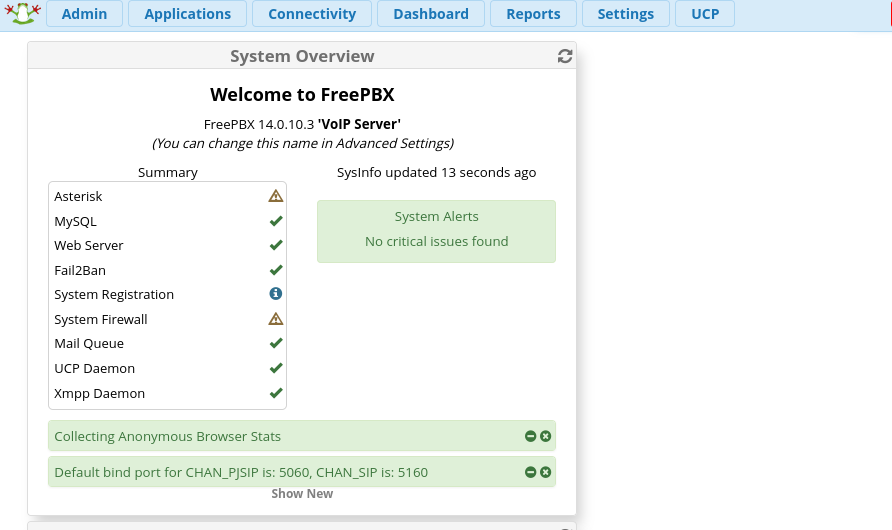 Admin Applications Connectivity Dashboard Reports Settings UCP
System Overview
Welcome to FreePBX
FreePBX 14.0.10.3 'VoIP Server'
(You can change this name in Advanced Settings)
Summary
Asterisk
MySQL
Web Server
Fail2Ban
System Registration
System Firewall
Mail Queue
UCP Daemon
Xmpp Daemon
SysInfo updated 13 seconds ago
System Alerts
No critical issues found
Collecting Anonymous Browser Stats
Default bind port for CHAN_PJSIP is: 5060, CHAN_SIP is: 5160
Show New